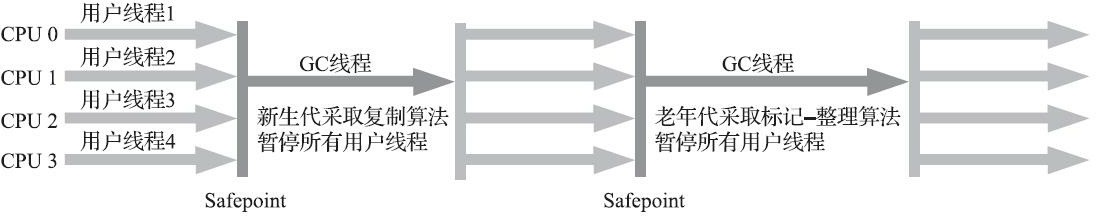 用户线程1
CPU 0
用户线程2
CPU 1
用户线程3
CPU 2
用户线程4
CPU 3
Safepoint
GC线程
新生代采取复制算法
暂停所有用户线程
Safepoint
GC线程
老年代采取标记–整理算法
暂停所有用户线程